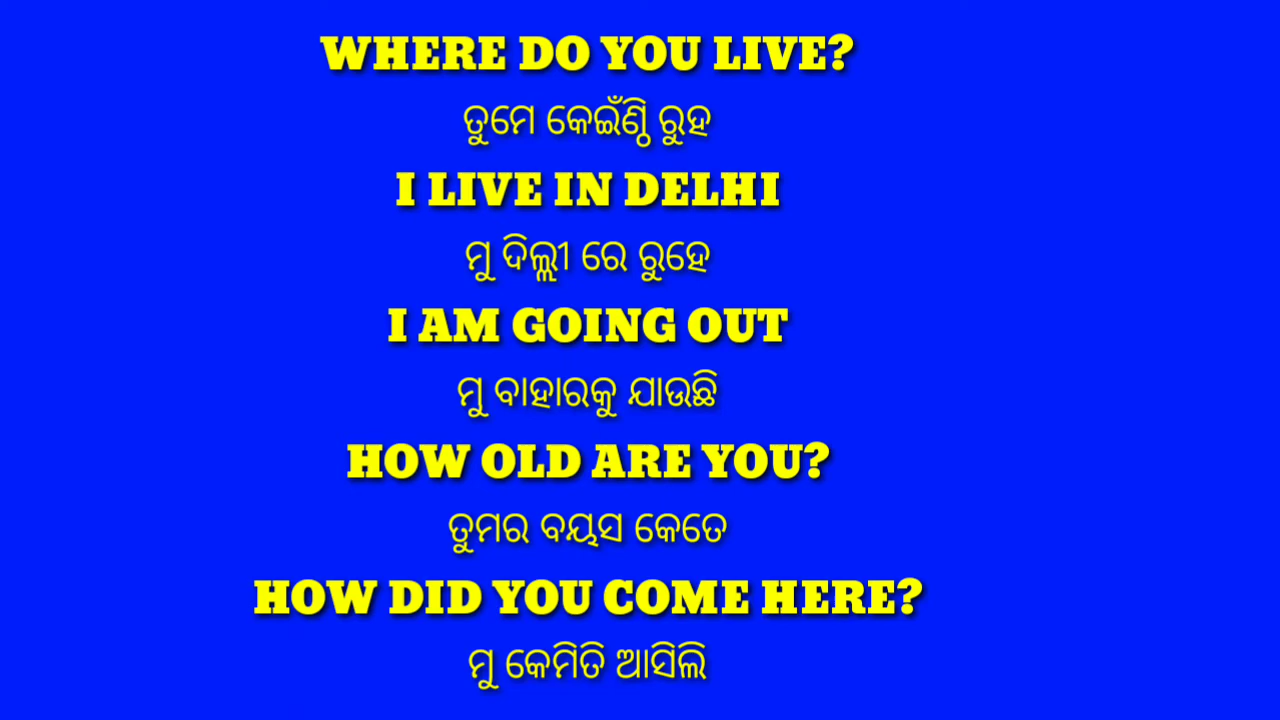 WHERE DO YOU LIVE?
ତୁମେ କେଇଁଣ୍ଠି ରୁହ
I LIVE IN DELHI
ମୁ ଦିଲ୍ଲୀ ରେ ରୁହେ
I AM GOING OUT
ମୁ ବାହାରକୁ ଯାଉଛି
HOW OLD ARE YOU?
ତୁମର ବୟସ କେତେ
HOW DID YOU COME HERE?
ମୁ କେମିତି ଆସିଲି